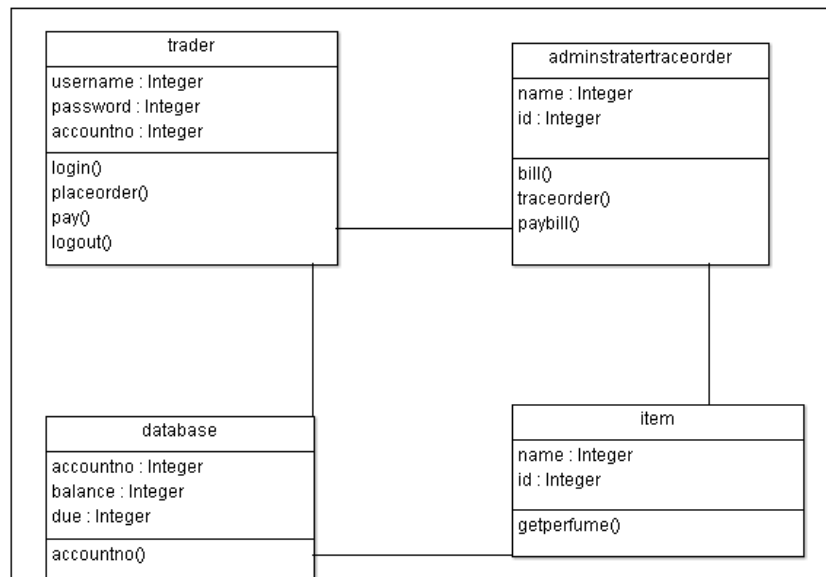 trader
username : Integer
password : Integer
accountno : Integer
login()
placeorder()
pay()
logout()
adminstratertraceorder
name : Integer
id : Integer
bill()
traceorder()
paybill()
database
accountno : Integer
balance : Integer
due : Integer
accountno()
item
name : Integer
id : Integer
getperfume()